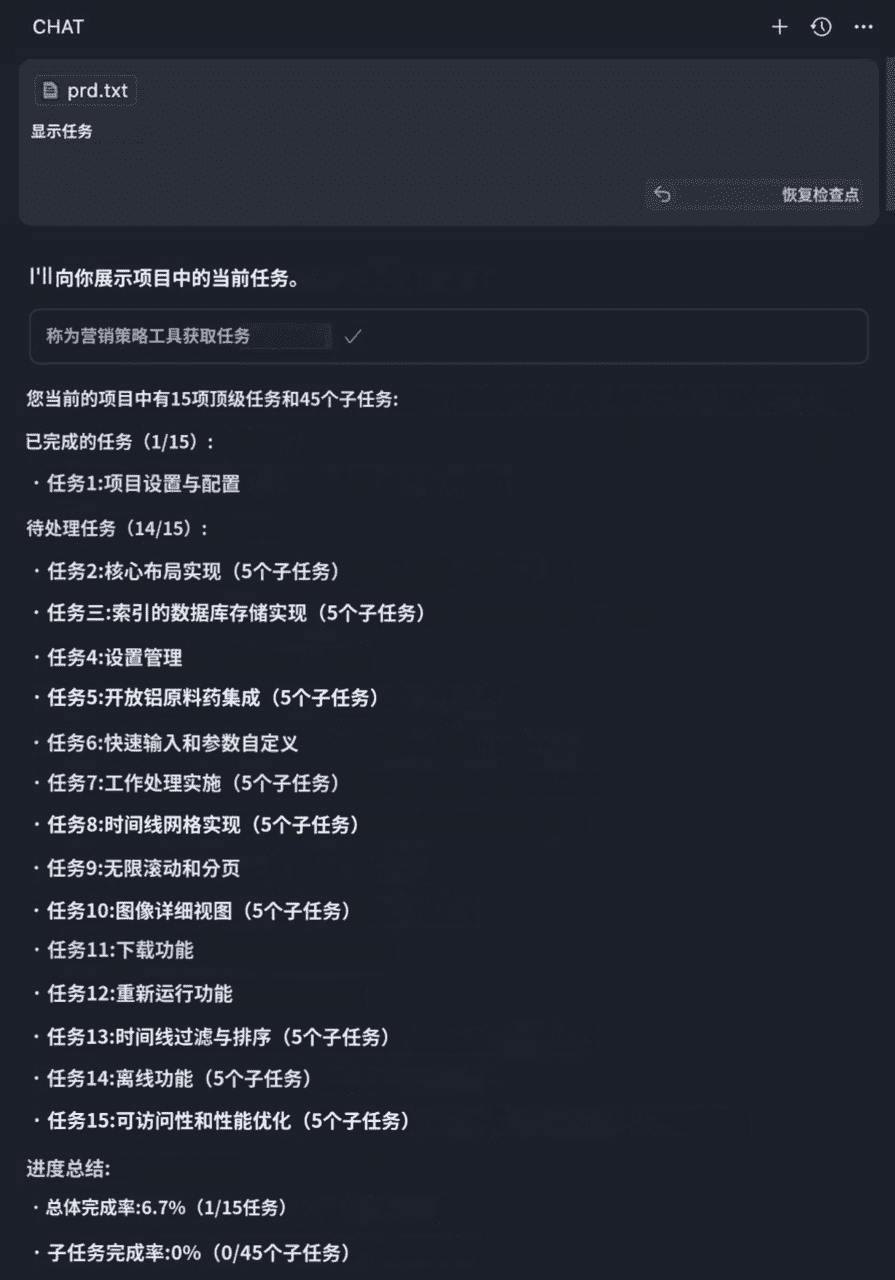 CHAT
prd.txt
显示任务
恢复检查点
I'll向你展示项目中的当前任务。
称为营销策略工具获取任务
您当前的项目中有15项顶级任务和45个子任务:
已完成的任务（1/15）:
· 任务1:项目设置与配置
待处理任务（14/15）:
· 任务2:核心布局实现（5个子任务）
· 任务三:索引的数据库存储实现（5个子任务）
· 任务4:设置管理
· 任务5:开放铝原料药集成（5个子任务）
· 任务6:快速输入和参数自定义
· 任务7:工作处理实施（5个子任务）
· 任务8:时间线网格实现（5个子任务）
· 任务9:无限滚动和分页
· 任务10:图像详细视图（5个子任务）
· 任务11:下载功能
· 任务12:重新运行功能
· 任务13:时间线过滤与排序（5个子任务）
· 任务14:离线功能（5个子任务）
· 任务15:可访问性和性能优化（5个子任务）
进度总结:
· 总体完成率:6.7%（1/15任务）
· 子任务完成率:0%（0/45个子任务）